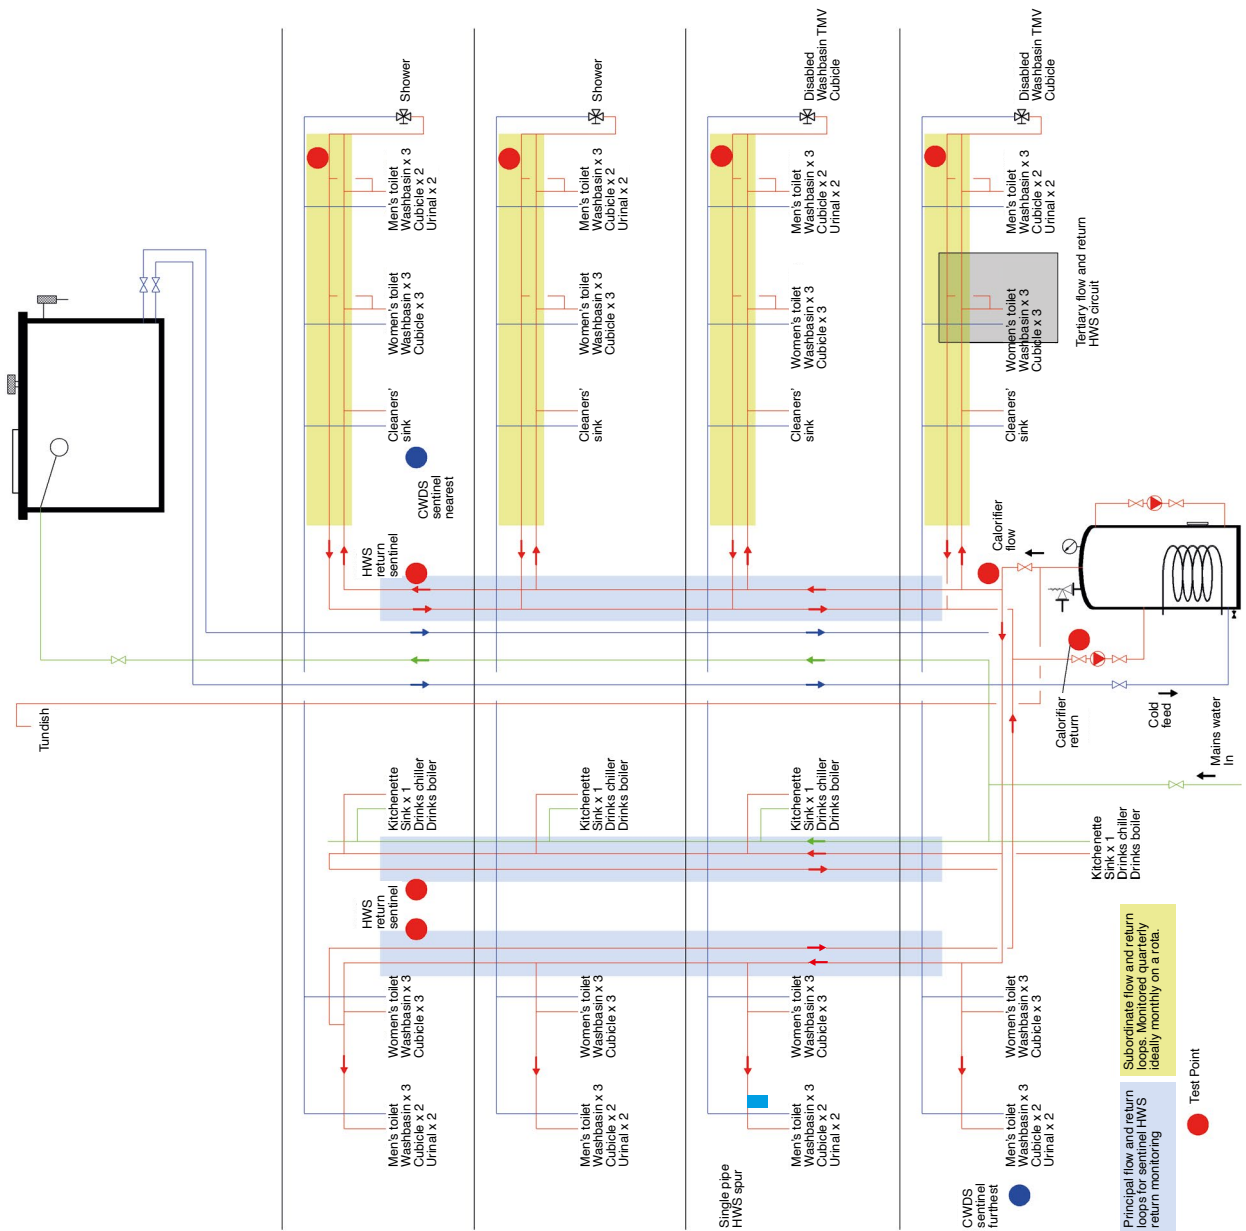 Tundish
Men's toilet
Washbasin x 3
Cubicle x 2
Urinal x 2
Women's toilet
Washbasin x 3
Cubicle x 3
HWS
return
sentinel
Kitchenette
Sink x 1
Drinks chiller
Drinks boiler
HWS
return
sentinel
CWDS
sentinel
nearest
Cleaners'
sink
Women's toilet
Washbasin x 3
Cubicle x 3
Men's toilet
Washbasin x 3
Cubicle x 2
Urinal x 2
Shower
Men's toilet
Washbasin x 3
Cubicle x 2
Urinal x 2
Women's toilet
Washbasin x 3
Cubicle x 3
Kitchenette
Sink x 1
Drinks chiller
Drinks boiler
Cleaners'
sink
Women's toilet
Washbasin x 3
Cubicle x 3
Men's toilet
Washbasin x 3
Cubicle x 2
Urinal x 2
Shower
Single pipe
HWS spur
Men's toilet
Washbasin x 3
Cubicle x 2
Urinal x 2
Women's toilet
Washbasin x 3
Cubicle x 3
Kitchenette
Sink x 1
Drinks chiller
Drinks boiler
Cleaners'
sink
Women's toilet
Washbasin x 3
Cubicle x 3
Men's toilet
Washbasin x 3
Cubicle x 2
Urinal x 2
Disabled
Washbasin TMV
Cubicle
CWDS
sentinel
furthest
Men's toilet
Washbasin x 3
Cubicle x 2
Urinal x 2
Women's toilet
Washbasin x 3
Cubicle x 3
Calorifier
flow
Cleaners'
sink
Women's toilet
Washbasin x 3
Cubicle x 3
Men's toilet
Washbasin x 3
Cubicle x 2
Urinal x 2
Disabled
Washbasin TMV
Cubicle
Tertiary flow and return
HWS circuit
Kitchenette
Sink x 1
Drinks chiller
Drinks boiler
Calorifier
return
Cold
feed
Mains water
In
Principal flow and return
loops for sentinel HWS
return monitoring
Subordinate flow and return
loops. Monitored quarterly
ideally monthly on a rota.
Test Point